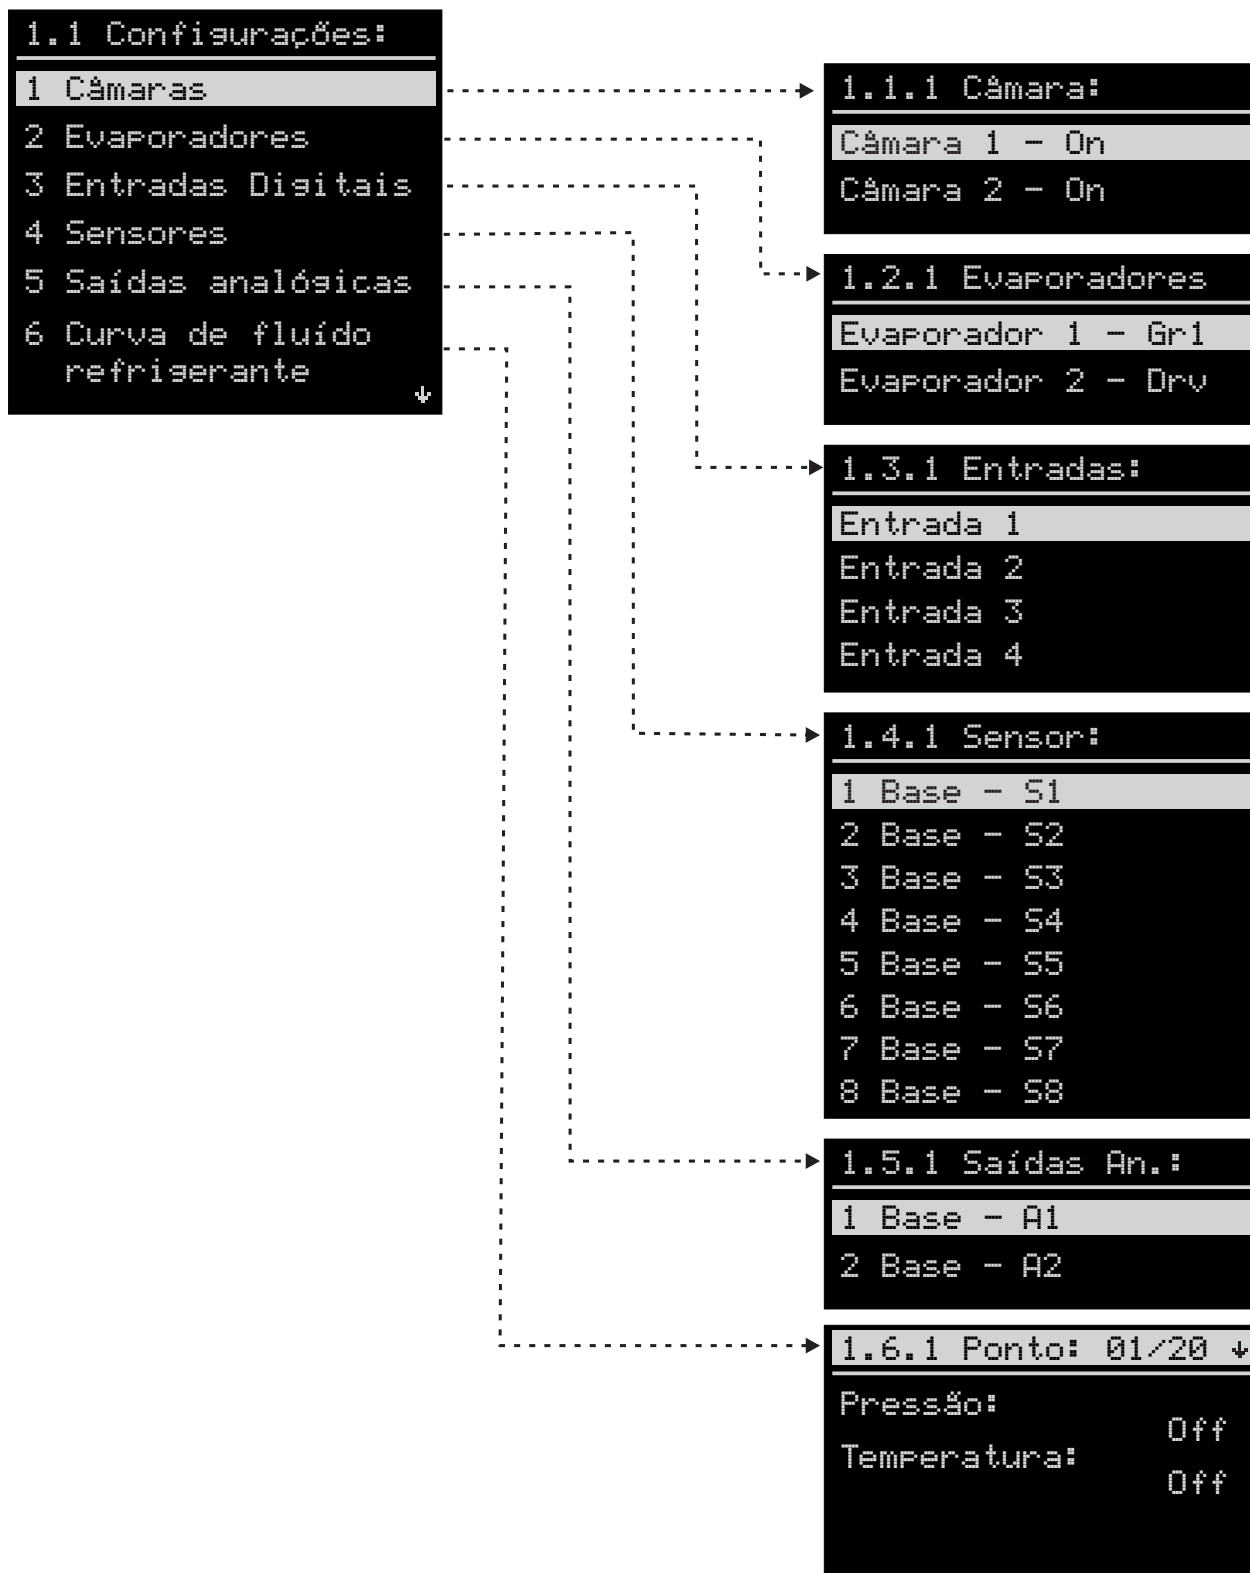 1.1 Configurações:
1 Câmaras
2 Evaporadores
3 Entradas Digitais
4 Sensores
5 Saídas analógicas
6 Curva de fluído
refrigerante
1.1.1 Câmara:
Câmara 1 - On
Câmara 2 - On
1.2.1 Evaporadores
Evaporador 1 - Gr1
Evaporador 2 - Drv
1.3.1 Entradas:
Entrada 1
Entrada 2
Entrada 3
Entrada 4
1.4.1 Sensor:
1 Base - S1
2 Base - S2
3 Base - S3
4 Base - S4
5 Base - S5
6 Base - S6
7 Base - S7
8 Base - S8
1.5.1 Saídas An.:
1 Base - A1
2 Base - A2
1.6.1 Ponto: 01/20
Pressão:
Off
Temperatura:
Off